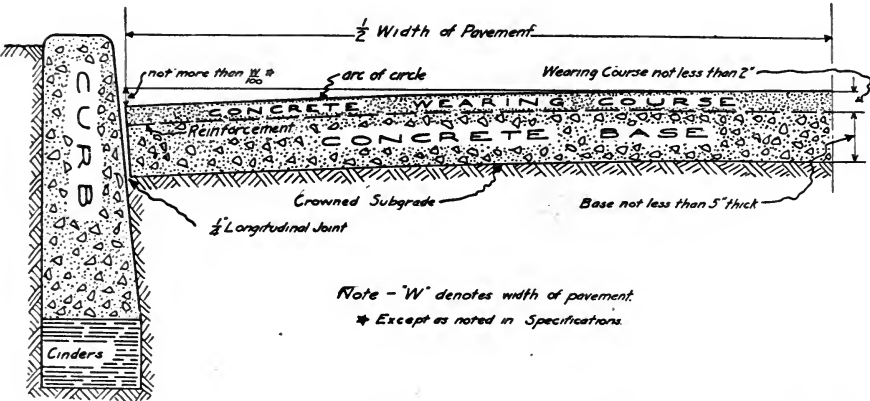 1/2 Width of Pavement
not more than W/100 *
arc of circle
Wearing Course not less than 2"
CONCRETE WEARING COURSE
Reinforcement
CONCRETE BASE
CURB
Crowned Subgrade
Base not less than 5" thick
1/4" Longitudinal Joint
Note - "W" denotes width of pavement.
* Except as noted in Specifications.
Cinders